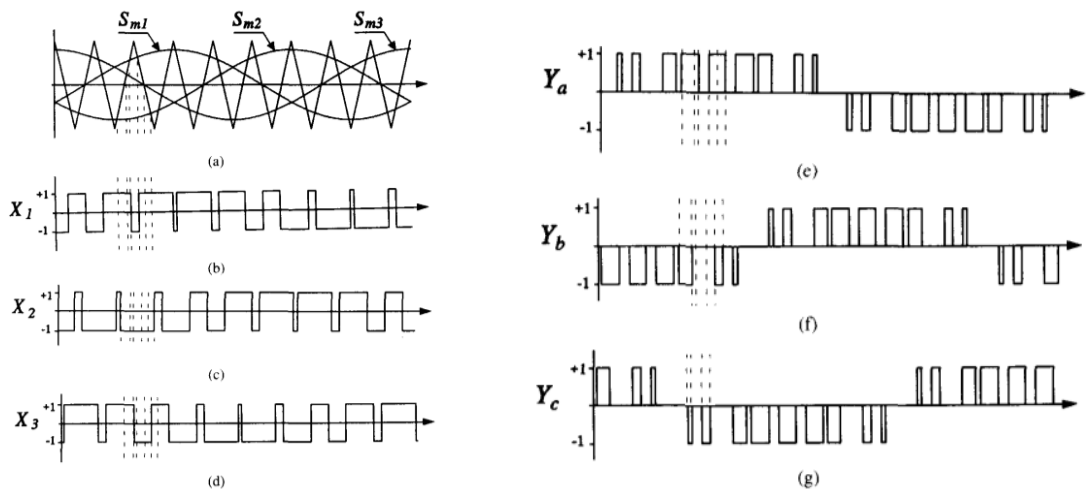 S_m1 S_m2 S_m3
(a)
X_1 +1 -1
(b)
X_2 +1 -1
(c)
X_3 +1 -1
(d)
Y_a +1 -1
(e)
Y_b +1 -1
(f)
Y_c +1 -1
(g)